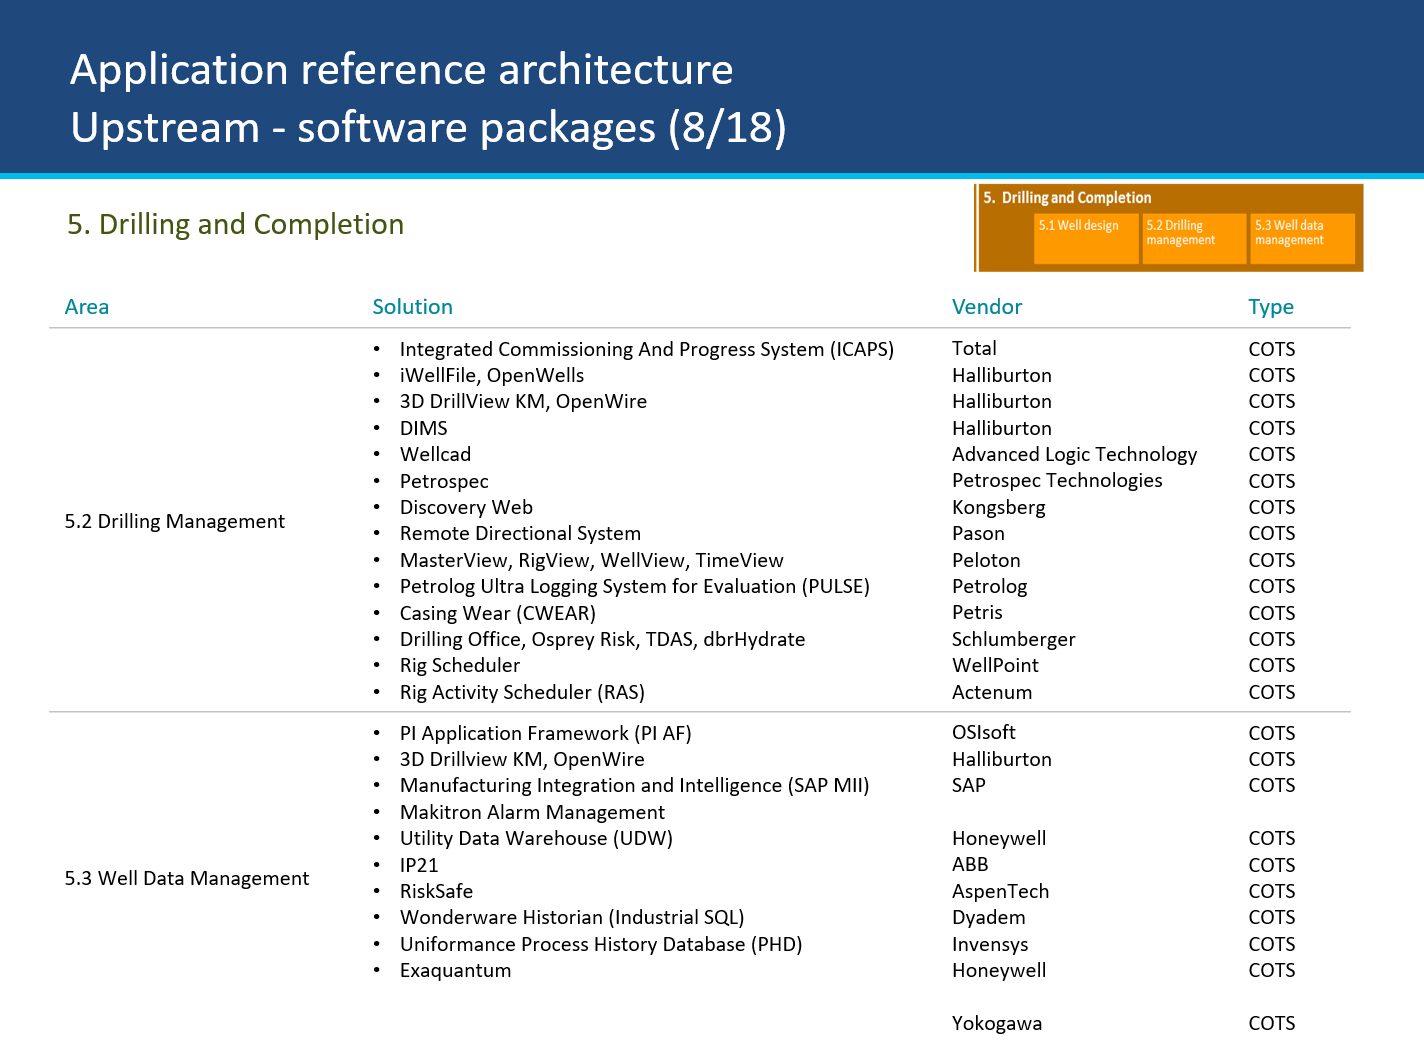 Application reference architecture
Upstream - software packages (8/18)
5. Drilling and Completion
5. Drilling and Completion
5.1 Well design
5.2 Drilling management
5.3 Well data management
Area Solution Vendor Type
• Integrated Commissioning And Progress System (ICAPS) Total COTS
• iWellFile, OpenWells Halliburton COTS
• 3D DrillView KM, OpenWire Halliburton COTS
• DIMS Halliburton COTS
• Wellcad Advanced Logic Technology COTS
• Petrospec Petrospec Technologies COTS
• Discovery Web Kongsberg COTS
5.2 Drilling Management
• Remote Directional System Pason COTS
• MasterView, RigView, WellView, TimeView Peloton COTS
• Petrolog Ultra Logging System for Evaluation (PULSE) Petrolog COTS
• Casing Wear (CWEAR) Petris COTS
• Drilling Office, Osprey Risk, TDAS, dbrHydrate Schlumberger COTS
• Rig Scheduler WellPoint COTS
• Rig Activity Scheduler (RAS) Actenum COTS
• PI Application Framework (PI AF) OSIsoft COTS
• 3D Drillview KM, OpenWire Halliburton COTS
• Manufacturing Integration and Intelligence (SAP MII) SAP COTS
• Makitron Alarm Management
• Utility Data Warehouse (UDW) Honeywell COTS
• IP21 ABB COTS
5.3 Well Data Management
• RiskSafe AspenTech COTS
• Wonderware Historian (Industrial SQL) Dyadem COTS
• Uniformance Process History Database (PHD) Invensys COTS
• Exaquantum Honeywell COTS
Yokogawa COTS